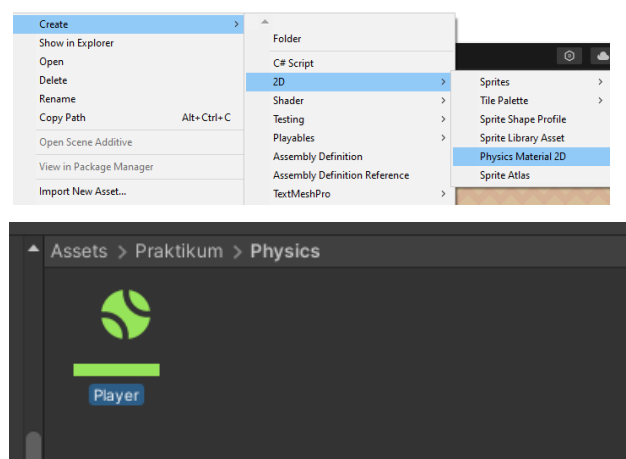 Create >
Show in Explorer
Open
Delete
Rename
Copy Path Alt+Ctrl+C
Open Scene Additive
View in Package Manager
Import New Asset...
Folder
C# Script
2D >
Shader >
Testing >
Playables >
Assembly Definition
Assembly Definition Reference
TextMeshPro >
Sprites >
Tile Palette >
Sprite Shape Profile
Sprite Library Asset
Physics Material 2D
Sprite Atlas
Assets > Praktikum > Physics
Player